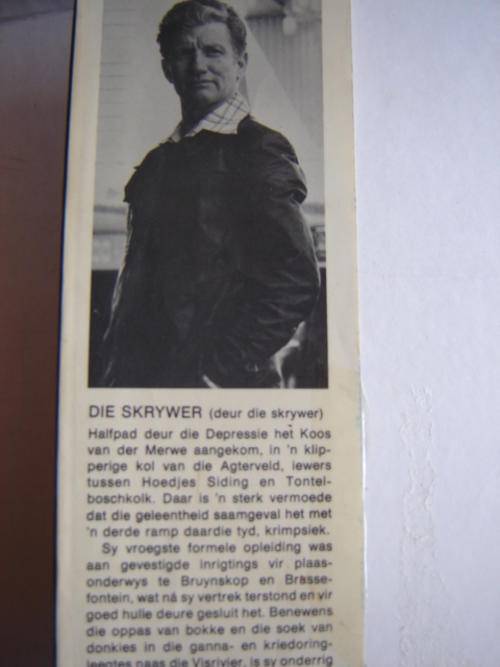 DIE SKRYWER (deur die skrywer)
Halfpad deur die Depressie het Koos
van der Merwe aangekom, in 'n klip-
perige kol van die Agterveld, iewers
tussen Hoedjes Siding en Tontel-
boschkolk. Daar is 'n sterk vermoede
dat die geleentheid saamgeval het met
'n derde ramp daardie tyd, krimpsiek.
Sy vroegste formele opleiding was
aan gevestigde inrigtings vir plaas-
onderwys te Bruynskop en Brasse-
fontein, wat ná sy vertrek terstond en vir
goed hulle deure gesluit het. Benewens
die oppas van bokke en die soek van
donkies in die ganna- en kriedoring-
leegtes naas die Visrivier, is sy onderrig